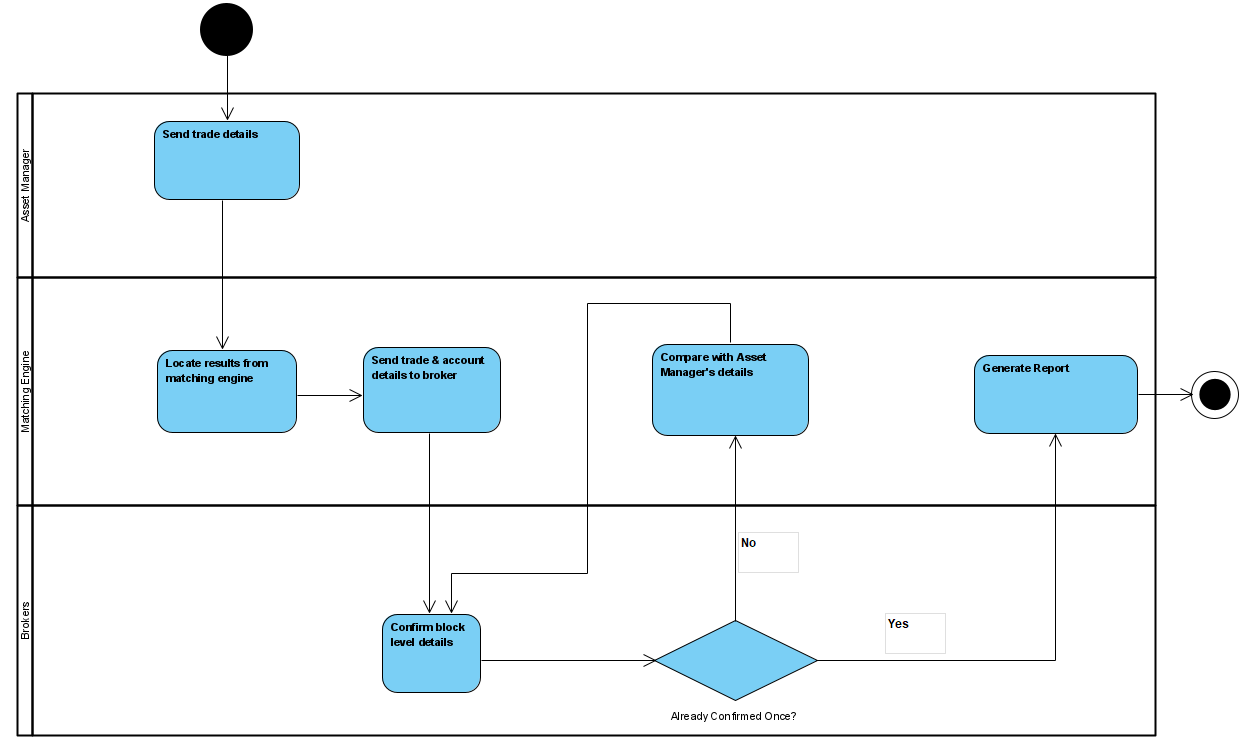 Asset Manager
Send trade details
Matching Engine
Locate results from
matching engine
Send trade & account
details to broker
Compare with Asset
Manager's details
Generate Report
Brokers
No
Confirm block
level details
Yes
Already Confirmed Once?